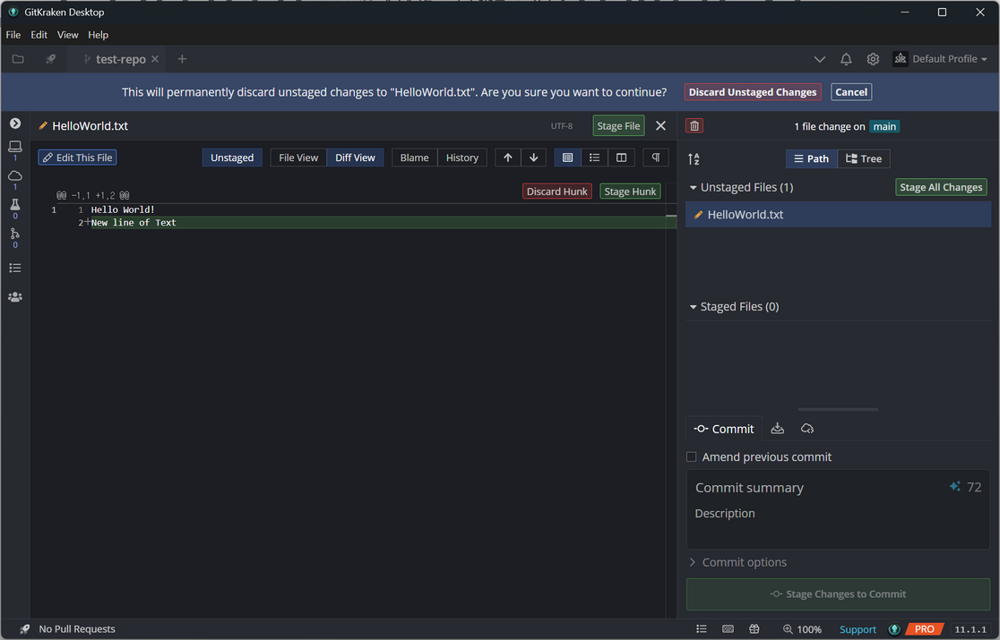 GitKraken Desktop
File Edit View Help
test-repo
Default Profile
This will permanently discard unstaged changes to "HelloWorld.txt". Are you sure you want to continue? Discard Unstaged Changes Cancel
HelloWorld.txt UTF-8 Stage File
1 file change on main
Edit This File Unstaged File View Diff View Blame History
Path Tree
1
1
0
0
@@ -1,1 +1,2 @@ Discard Hunk Stage Hunk
1 1 Hello World!
2 +New line of Text
Unstaged Files (1) Stage All Changes
HelloWorld.txt
Staged Files (0)
Commit
Amend previous commit
Commit summary 72
Description
Commit options
Stage Changes to Commit
No Pull Requests 100% Support PRO 11.1.1